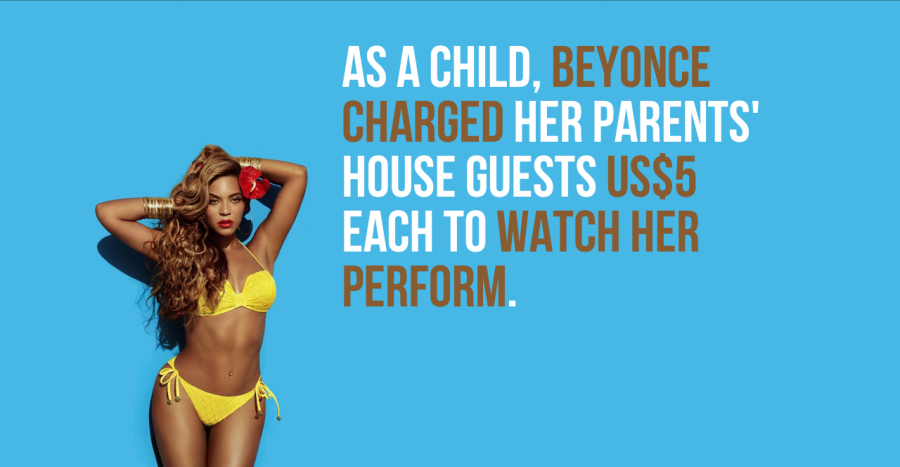 AS A CHILD, BEYONCE
CHARGED HER PARENTS'
HOUSE GUESTS US$5
EACH TO WATCH HER
PERFORM.